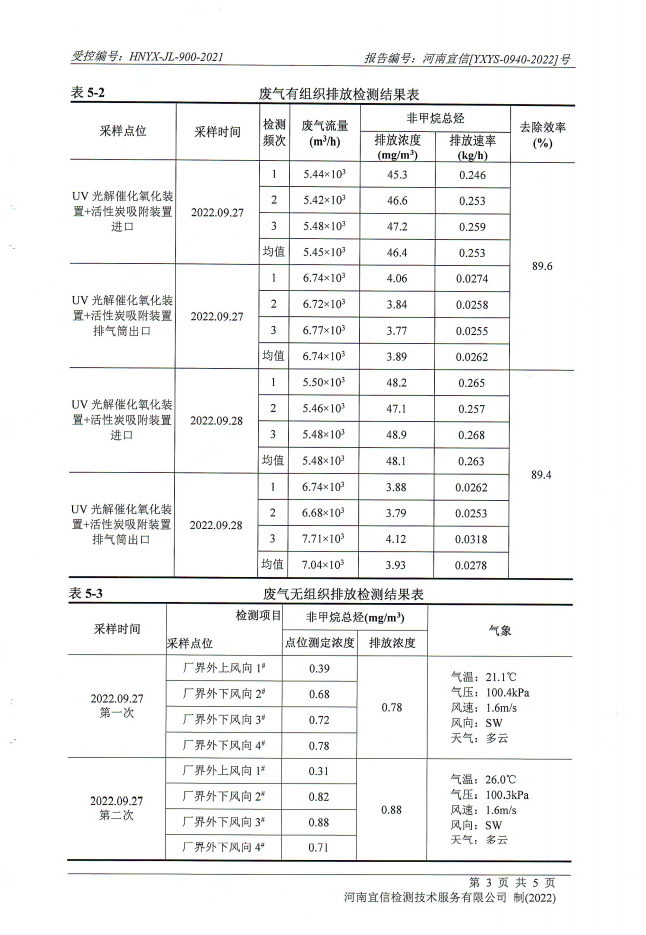 受控编号：HNYX-JL-900-2021 报告编号：河南宜信[YXYS-0940-2022]号
表 5-2 废气有组织排放检测结果表
采样点位 采样时间 检测频次 废气流量(m³/h) 非甲烷总烃 去除效率(%)
排放浓度(mg/m³) 排放速率(kg/h)
UV 光解催化氧化装置+活性炭吸附装置进口 2022.09.27 1 5.44×10³ 45.3 0.246 89.6
2 5.42×10³ 46.6 0.253
3 5.48×10³ 47.2 0.259
均值 5.45×10³ 46.4 0.253
UV 光解催化氧化装置+活性炭吸附装置排气筒出口 2022.09.27 1 6.74×10³ 4.06 0.0274
2 6.72×10³ 3.84 0.0258
3 6.77×10³ 3.77 0.0255
均值 6.74×10³ 3.89 0.0262
UV 光解催化氧化装置+活性炭吸附装置进口 2022.09.28 1 5.50×10³ 48.2 0.265 89.4
2 5.46×10³ 47.1 0.257
3 5.48×10³ 48.9 0.268
均值 5.48×10³ 48.1 0.263
UV 光解催化氧化装置+活性炭吸附装置排气筒出口 2022.09.28 1 6.74×10³ 3.88 0.0262
2 6.68×10³ 3.79 0.0253
3 7.71×10³ 4.12 0.0318
均值 7.04×10³ 3.93 0.0278
表 5-3 废气无组织排放检测结果表
采样时间 检测项目 非甲烷总烃(mg/m³) 气象
采样点位 点位测定浓度 排放浓度
2022.09.27 第一次 厂界外上风向 1# 0.39 0.78 气温：21.1℃
厂界外下风向 2# 0.68 气压：100.4kPa
厂界外下风向 3# 0.72 风速：1.6m/s
风向：SW
厂界外下风向 4# 0.78 天气：多云
2022.09.27 第二次 厂界外上风向 1# 0.31 0.88 气温：26.0℃
厂界外下风向 2# 0.82 气压：100.3kPa
厂界外下风向 3# 0.88 风速：1.6m/s
风向：SW
厂界外下风向 4# 0.71 天气：多云
第 3 页 共 5 页
河南宜信检测技术服务有限公司 制(2022)